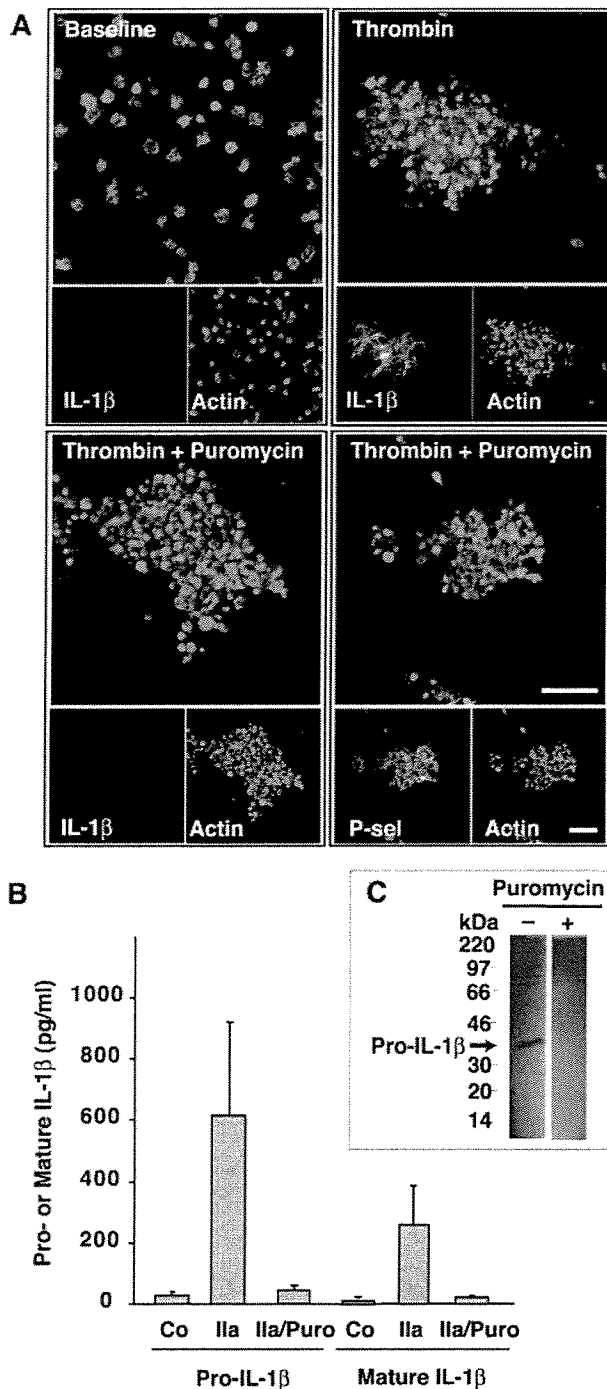 A
Baseline
Thrombin
IL-1β
Actin
IL-1β
Actin
Thrombin + Puromycin
Thrombin + Puromycin
IL-1β
Actin
P-sel
Actin
B
Pro- or Mature IL-1β (pg/ml)
1000
800
600
400
200
0
Co
IIa
IIa/Puro
Co
IIa
IIa/Puro
Pro-IL-1β
Mature IL-1β
C
Puromycin
kDa
−
+
220
97
66
46
Pro-IL-1β
30
20
14